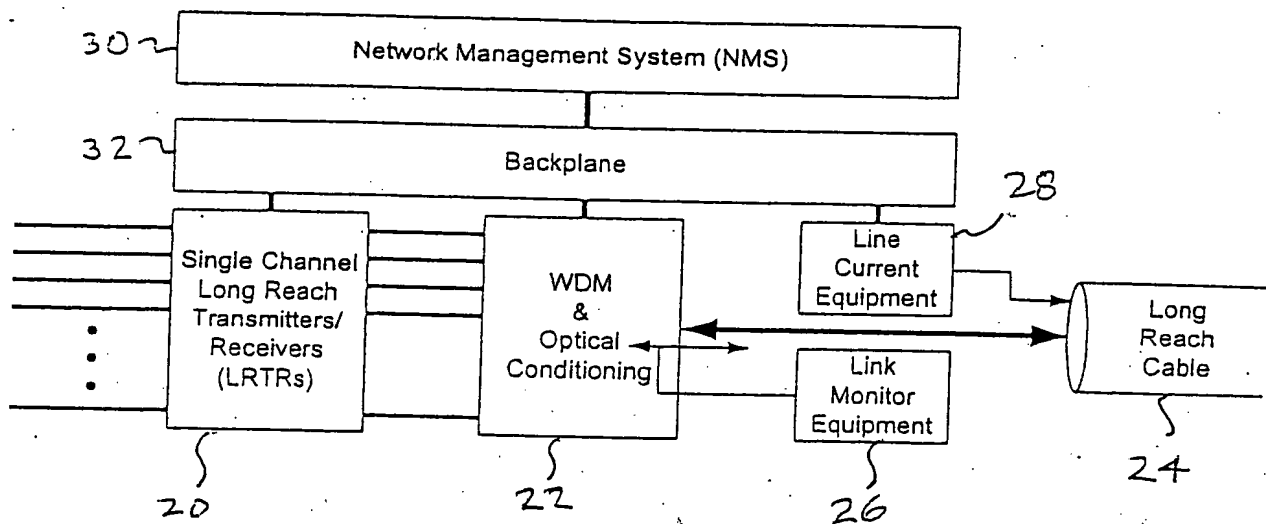 30
Network Management System (NMS)
32
Backplane
28
Single Channel
Long Reach
Transmitters/
Receivers
(LRTRs)
WDM
&
Optical
Conditioning
Line
Current
Equipment
Link
Monitor
Equipment
Long
Reach
Cable
20
22
26
24